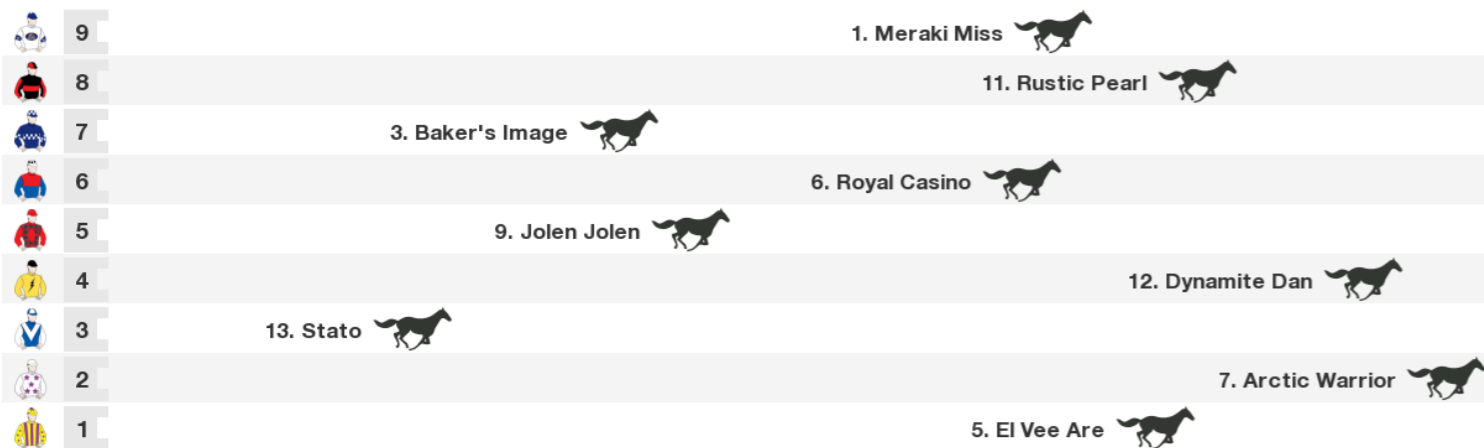 9 1. Meraki Miss
8 11. Rustic Pearl
7 3. Baker's Image
6 6. Royal Casino
5 9. Jolen Jolen
4 12. Dynamite Dan
3 13. Stato
2 7. Arctic Warrior
1 5. El Vee Are